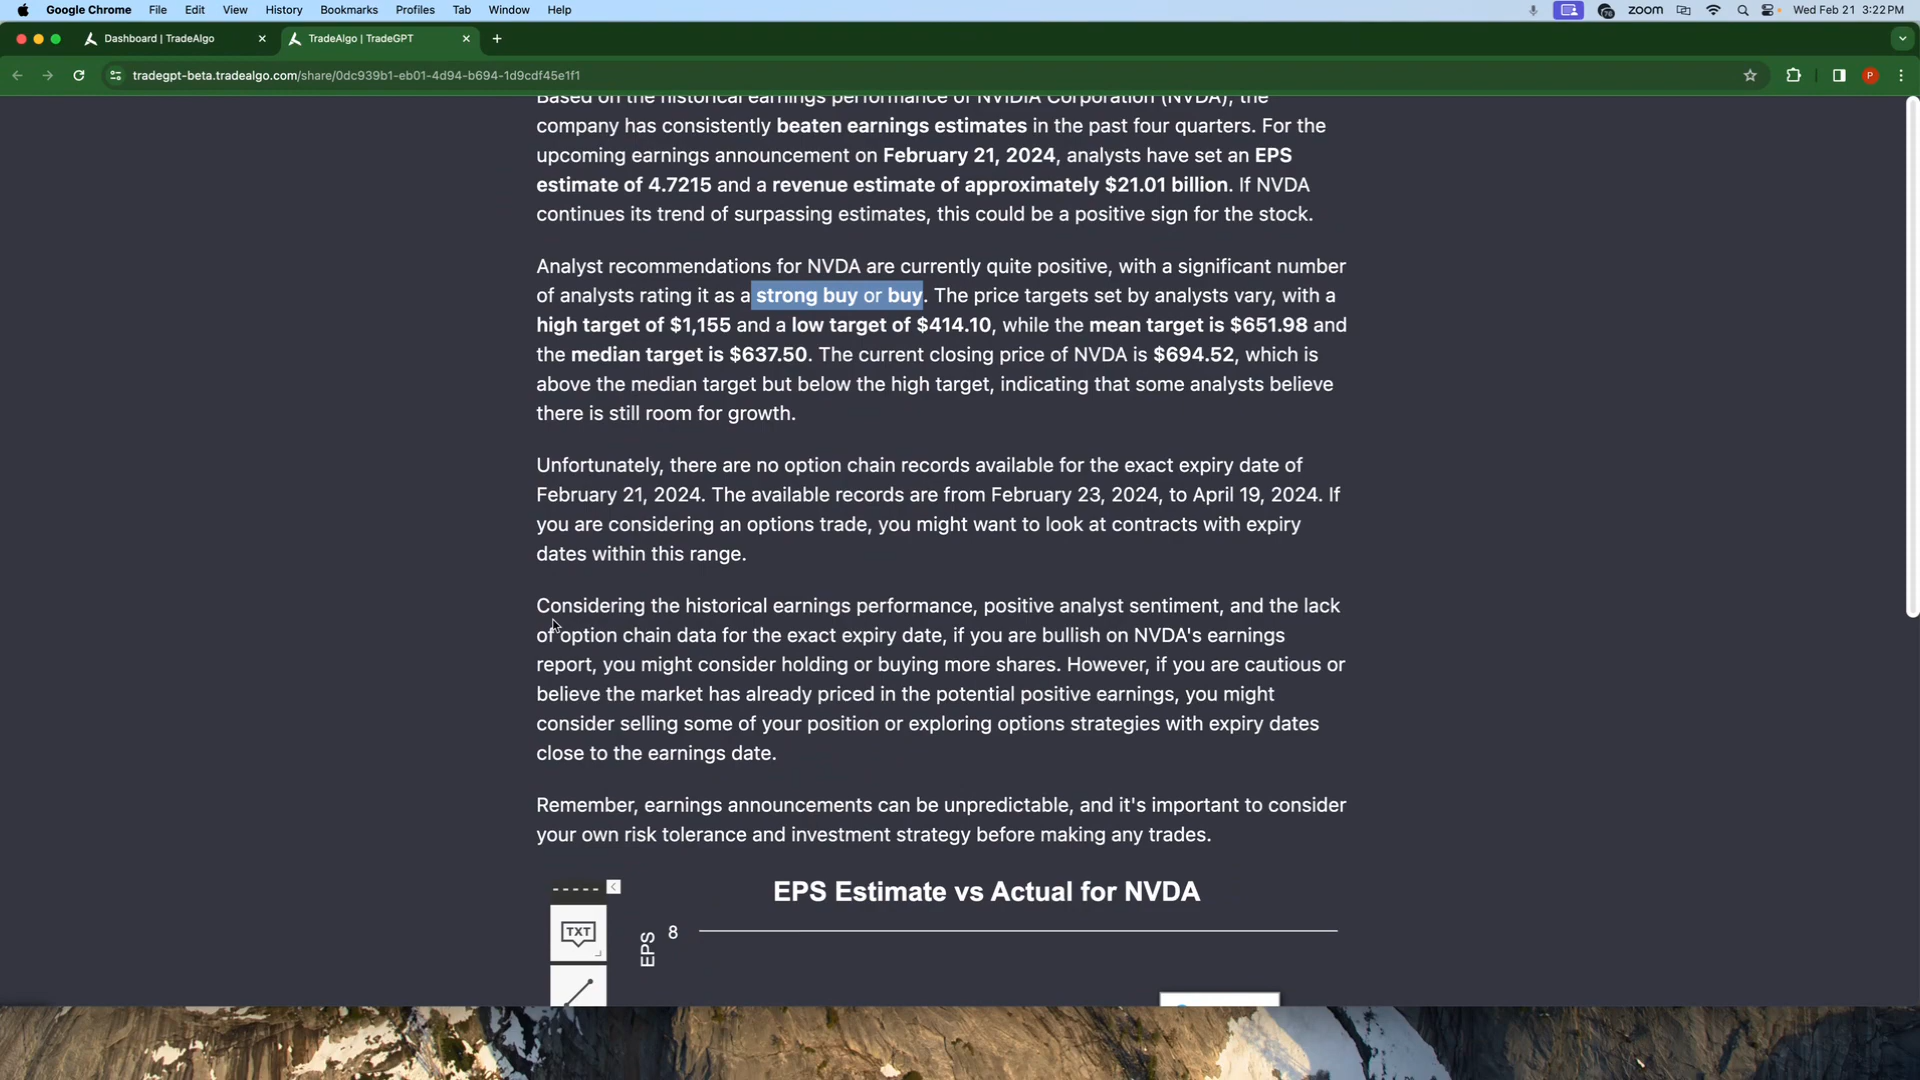 Google Chrome File Edit View History Bookmarks Profiles Tab Window Help zoom Wed Feb 21 3:22 PM
Dashboard | TradeAlgo TradeAlgo | TradeGPT
tradegpt-beta.tradealgo.com/share/0dc939b1-eb01-4d94-b694-1d9cdf45e1f1 P
Based on the historical earnings performance of NVIDIA Corporation (NVDA), the
company has consistently beaten earnings estimates in the past four quarters. For the
upcoming earnings announcement on February 21, 2024, analysts have set an EPS
estimate of 4.7215 and a revenue estimate of approximately $21.01 billion. If NVDA
continues its trend of surpassing estimates, this could be a positive sign for the stock.
Analyst recommendations for NVDA are currently quite positive, with a significant number
of analysts rating it as a strong buy or buy. The price targets set by analysts vary, with a
high target of $1,155 and a low target of $414.10, while the mean target is $651.98 and
the median target is $637.50. The current closing price of NVDA is $694.52, which is
above the median target but below the high target, indicating that some analysts believe
there is still room for growth.
Unfortunately, there are no option chain records available for the exact expiry date of
February 21, 2024. The available records are from February 23, 2024, to April 19, 2024. If
you are considering an options trade, you might want to look at contracts with expiry
dates within this range.
Considering the historical earnings performance, positive analyst sentiment, and the lack
of option chain data for the exact expiry date, if you are bullish on NVDA's earnings
report, you might consider holding or buying more shares. However, if you are cautious or
believe the market has already priced in the potential positive earnings, you might
consider selling some of your position or exploring options strategies with expiry dates
close to the earnings date.
Remember, earnings announcements can be unpredictable, and it's important to consider
your own risk tolerance and investment strategy before making any trades.
EPS Estimate vs Actual for NVDA
TXT
EPS
8